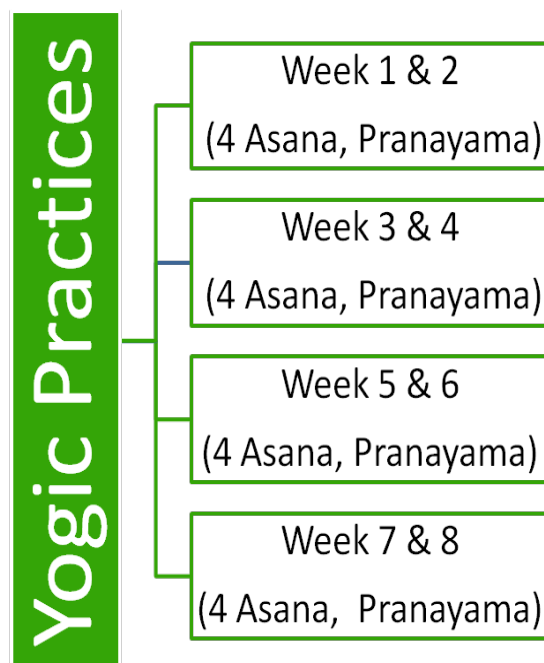 Yogic Practices
Week 1 & 2
(4 Asana, Pranayama)
Week 3 & 4
(4 Asana, Pranayama)
Week 5 & 6
(4 Asana, Pranayama)
Week 7 & 8
(4 Asana, Pranayama)